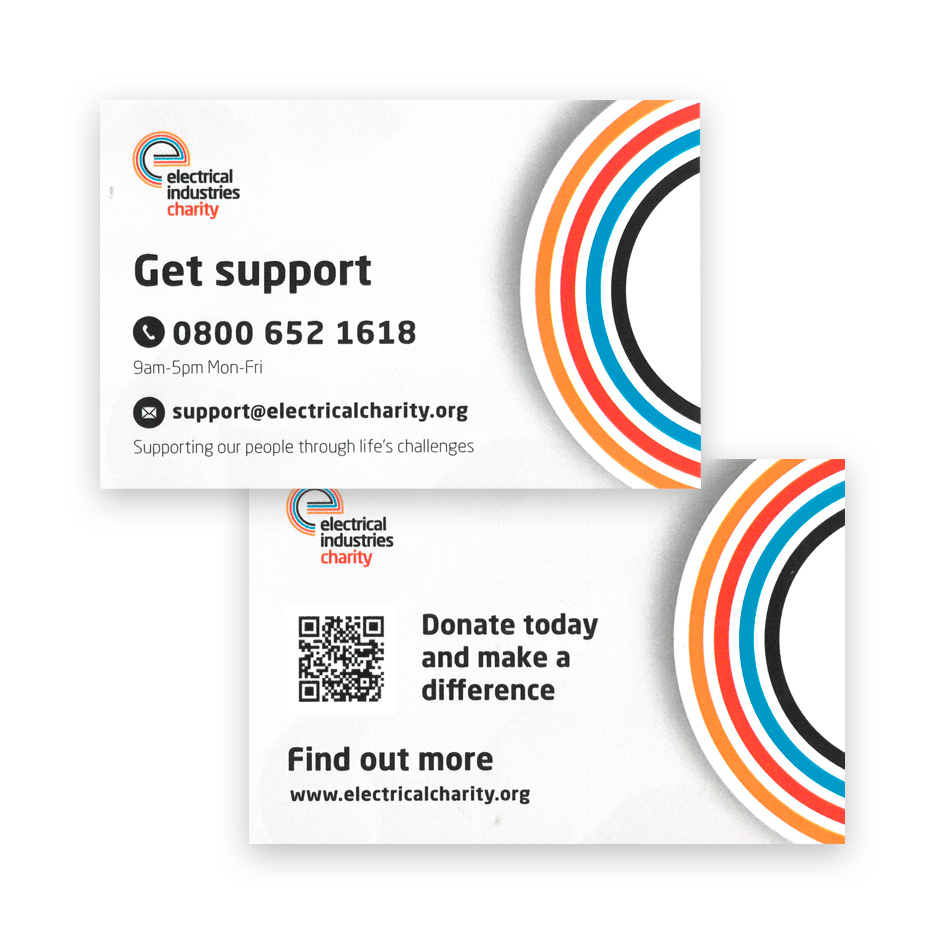 electrical
industries
charity
Get support
0800 652 1618
9am-5pm Mon-Fri
support@electricalcharity.org
Supporting our people through life's challenges
electrical
industries
charity
Donate today
and make a
difference
Find out more
www.electricalcharity.org